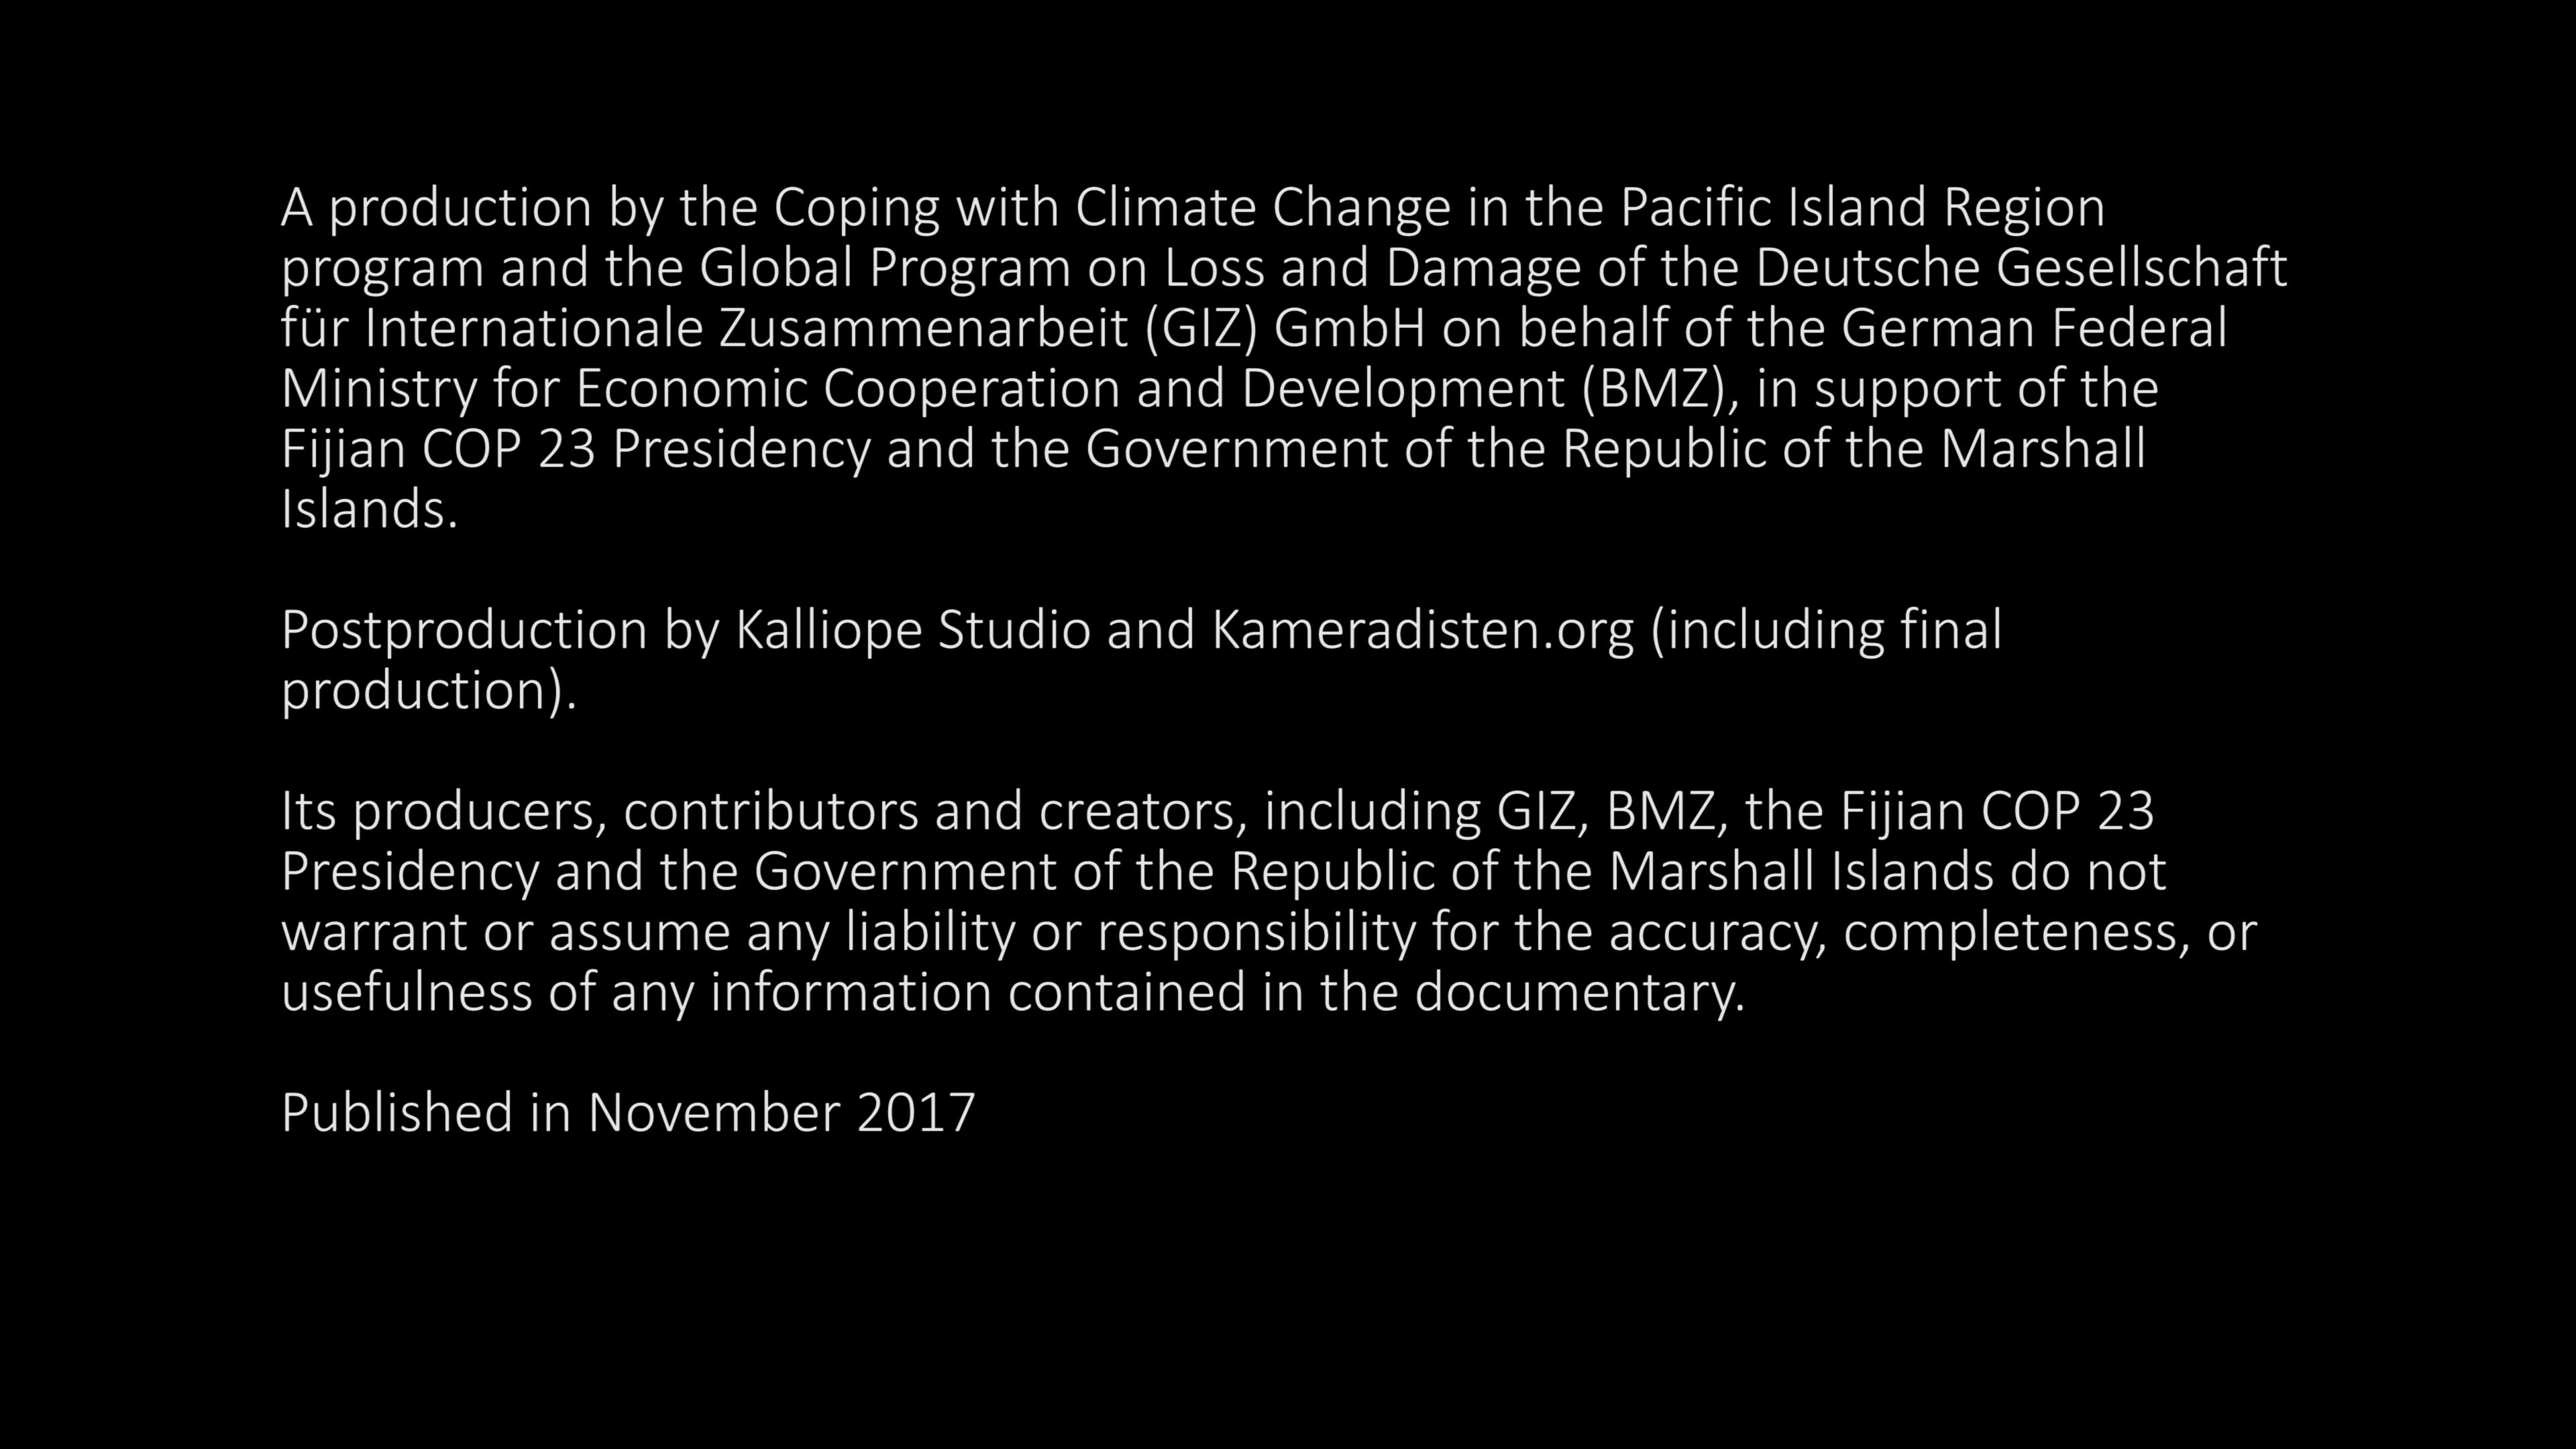 A production by the Coping with Climate Change in the Pacific Island Region
program and the Global Program on Loss and Damage of the Deutsche Gesellschaft
für Internationale Zusammenarbeit (GIZ) GmbH on behalf of the German Federal
Ministry for Economic Cooperation and Development (BMZ), in support of the
Fijian COP 23 Presidency and the Government of the Republic of the Marshall
Islands.
Postproduction by Kalliope Studio and Kameradisten.org (including final
production).
Its producers, contributors and creators, including GIZ, BMZ, the Fijian COP 23
Presidency and the Government of the Republic of the Marshall Islands do not
warrant or assume any liability or responsibility for the accuracy, completeness, or
usefulness of any information contained in the documentary.
Published in November 2017